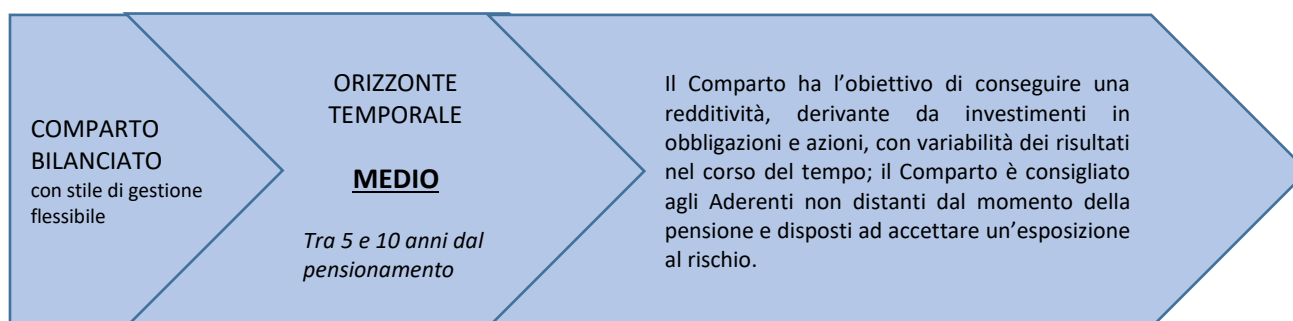 COMPARTO
BILANCIATO
con stile di gestione
flessibile
ORIZZONTE
TEMPORALE
MEDIO
Tra 5 e 10 anni dal
pensionamento
Il Comparto ha l’obiettivo di conseguire una
redditività, derivante da investimenti in
obbligazioni e azioni, con variabilità dei risultati
nel corso del tempo; il Comparto è consigliato
agli Aderenti non distanti dal momento della
pensione e disposti ad accettare un’esposizione
al rischio.